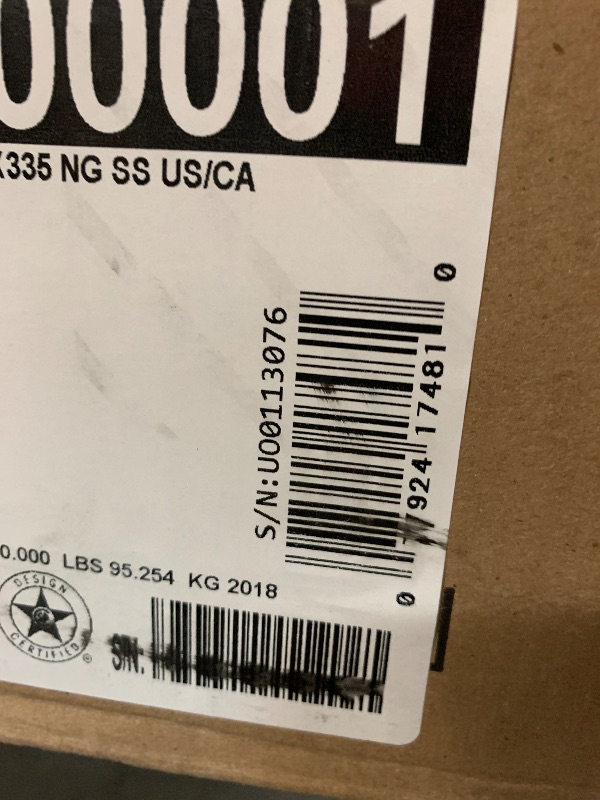 00001
X335 NG SS US/CA
S/N:U00113076
0 77924 17481 0
0.000 LBS 95.254 KG 2018
DESIGN
CERTIFIED
®
S/N: